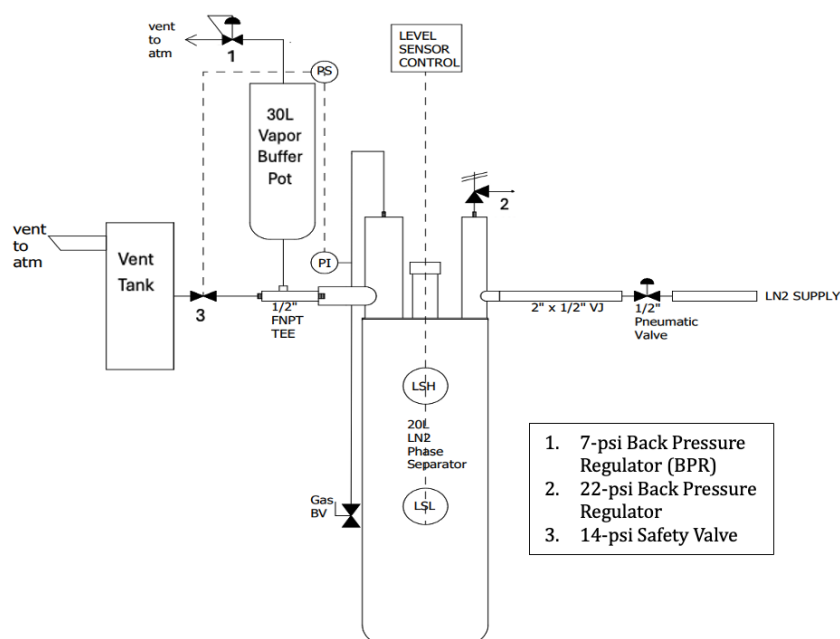 vent
to
atm
1
LEVEL
SENSOR
CONTROL
PS
30L
Vapor
Buffer
Pot
2
vent
to
atm
Vent
Tank
PI
3
1/2"
FNPT
TEE
2" x 1/2" VJ
1/2"
Pneumatic
Valve
LN2 SUPPLY
LSH
20L
LN2
Phase
Separator
Gas
BV
LSL
1. 7-psi Back Pressure
Regulator (BPR)
2. 22-psi Back Pressure
Regulator
3. 14-psi Safety Valve